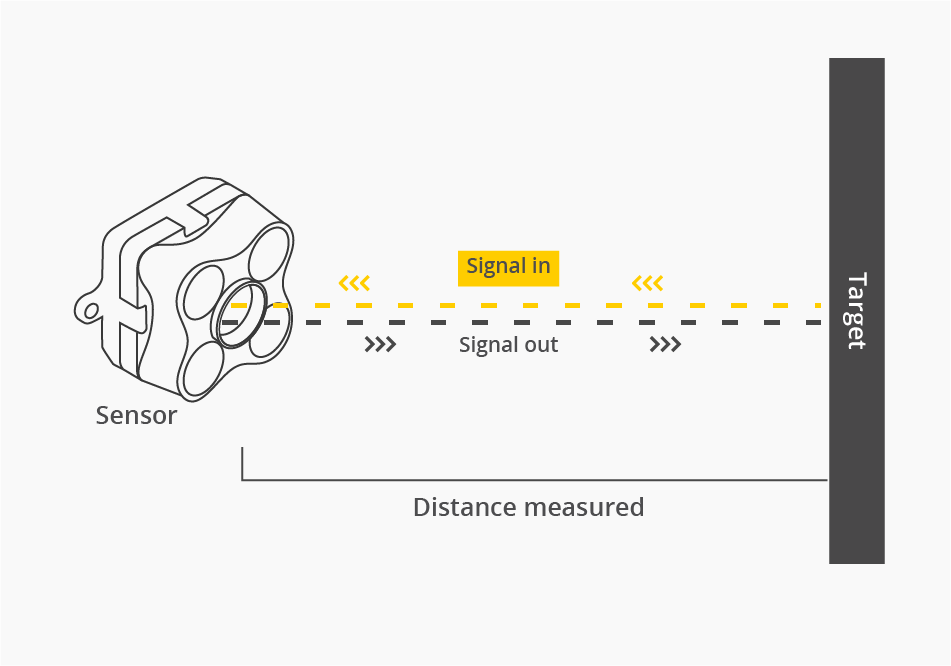 Signal in
Signal out
Target
Sensor
Distance measured